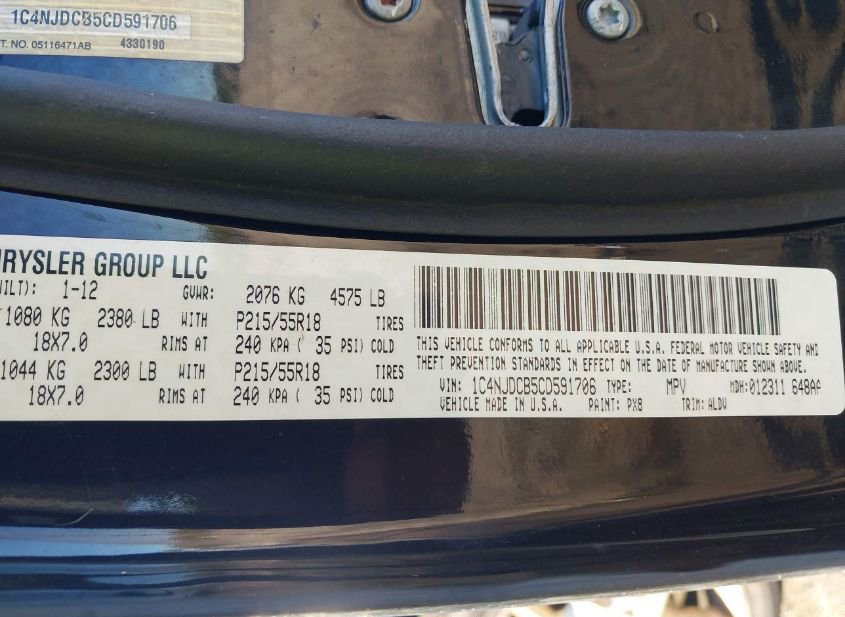 1C4NJDCB5CD591706
T. NO. 05116471AB 4330190
RYSLER GROUP LLC
ILT): 1-12 GVWR: 2076 KG 4575 LB
1080 KG 2380 LB WITH P215/55R18 TIRES
18X7.0 RIMS AT 240 KPA ( 35 PSI) COLD
1044 KG 2300 LB WITH P215/55R18 TIRES
18X7.0 RIMS AT 240 KPA ( 35 PSI) COLD
THIS VEHICLE CONFORMS TO ALL APPLICABLE U.S.A. FEDERAL MOTOR VEHICLE SAFETY AND
THEFT PREVENTION STANDARDS IN EFFECT ON THE DATE OF MANUFACTURE SHOWN ABOVE.
VIN: 1C4NJDCB5CD591706 TYPE: MPV MDH:012311 648AA
VEHICLE MADE IN U.S.A. PAINT: PX8 TRIM: ALDV